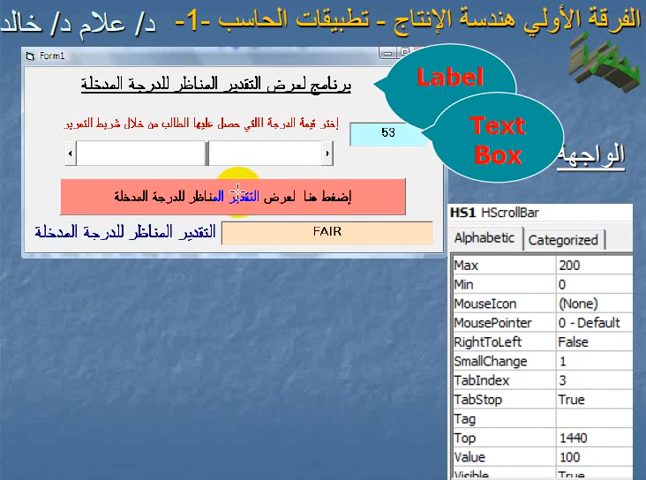 الفرقة الأولي هندسة الإنتاج - تطبيقات الحاسب -1- د/ علام د/ خالد
Form1
برنامج لعرض التقدير المناظر للدرجة المدخلة
Label
إختر قيمة الدرجة االتي حصل عليها الطالب من خلال شريط التمرير
53
Text
Box
الواجهة
إضغط هنا لعرض التقدير المناظر للدرجة المدخلة
التقدير المناظر للدرجة المدخلة
FAIR
HS1 HScrollBar
Alphabetic Categorized
Max 200
Min 0
MouseIcon (None)
MousePointer 0 - Default
RightToLeft False
SmallChange 1
TabIndex 3
TabStop True
Tag
Top 1440
Value 100
Visible True